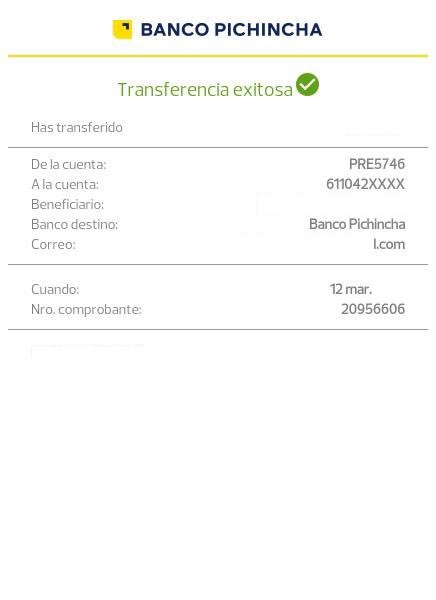 BANCO PICHINCHA
Transferencia exitosa
Has transferido
De la cuenta: PRE5746
A la cuenta: 611042XXXX
Beneficiario:
Banco destino: Banco Pichincha
Correo: l.com
Cuando: 12 mar.
Nro. comprobante: 20956606